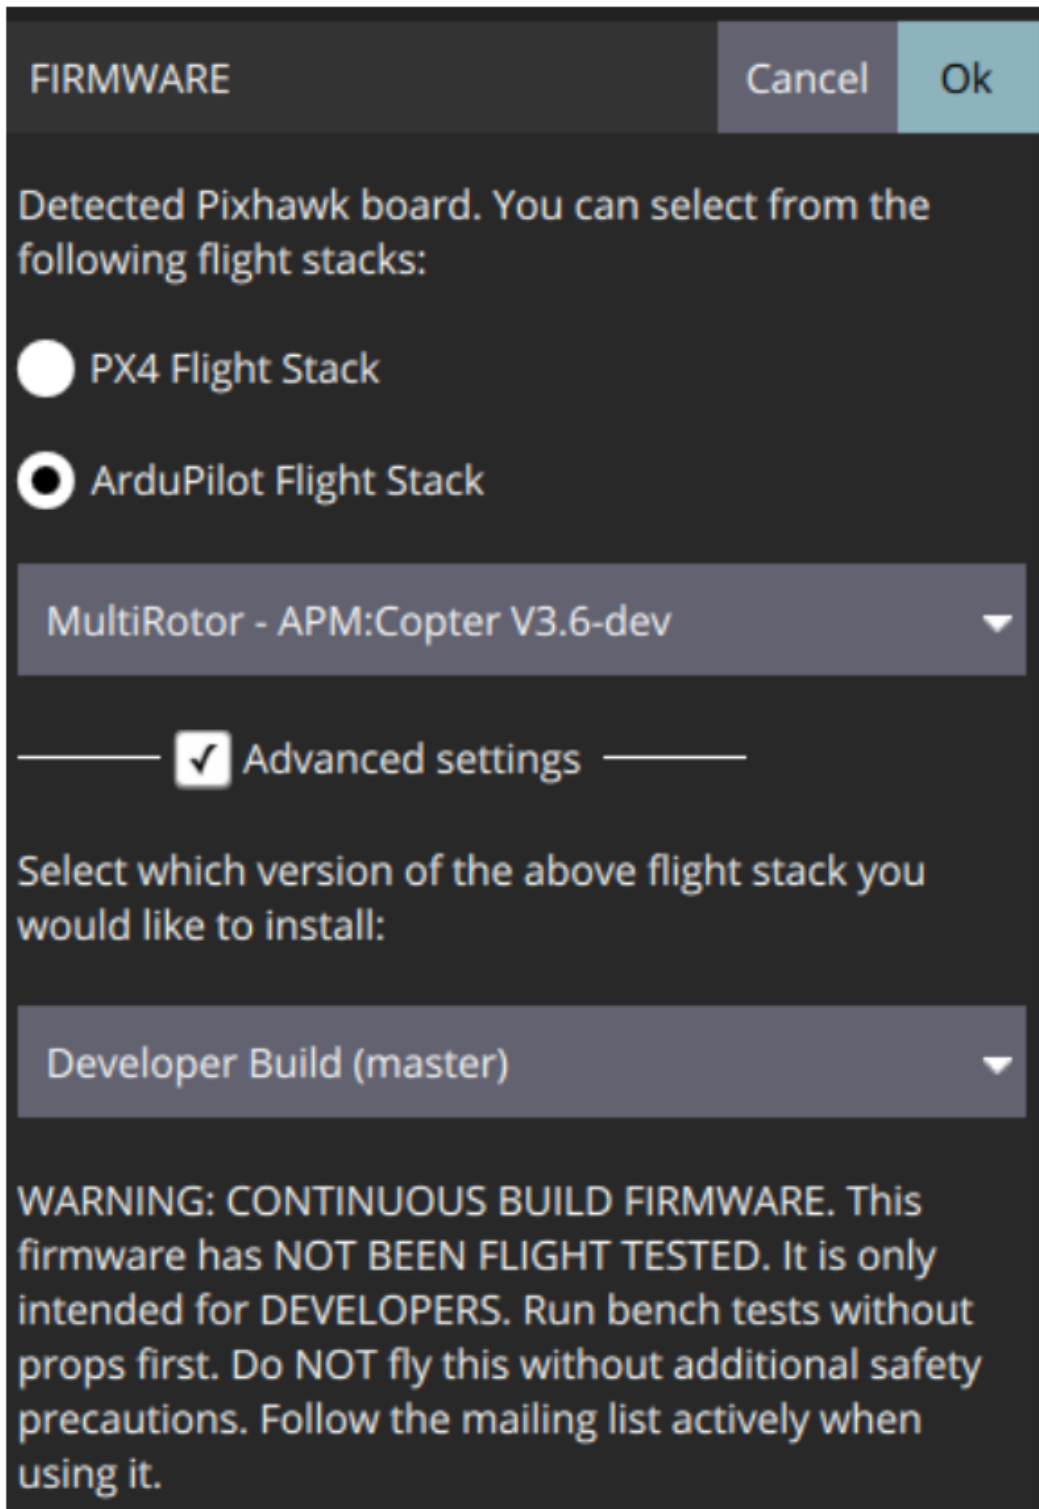 FIRMWARE
Cancel
Ok
Detected Pixhawk board. You can select from the
following flight stacks:
PX4 Flight Stack
ArduPilot Flight Stack
MultiRotor - APM:Copter V3.6-dev
Advanced settings
Select which version of the above flight stack you
would like to install:
Developer Build (master)
WARNING: CONTINUOUS BUILD FIRMWARE. This
firmware has NOT BEEN FLIGHT TESTED. It is only
intended for DEVELOPERS. Run bench tests without
props first. Do NOT fly this without additional safety
precautions. Follow the mailing list actively when
using it.